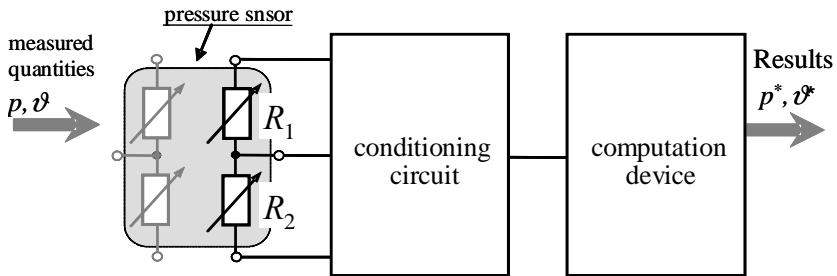 pressure snsor
measured
quantities
p, ϑ
R1
R2
conditioning
circuit
computation
device
Results
p*, ϑ*